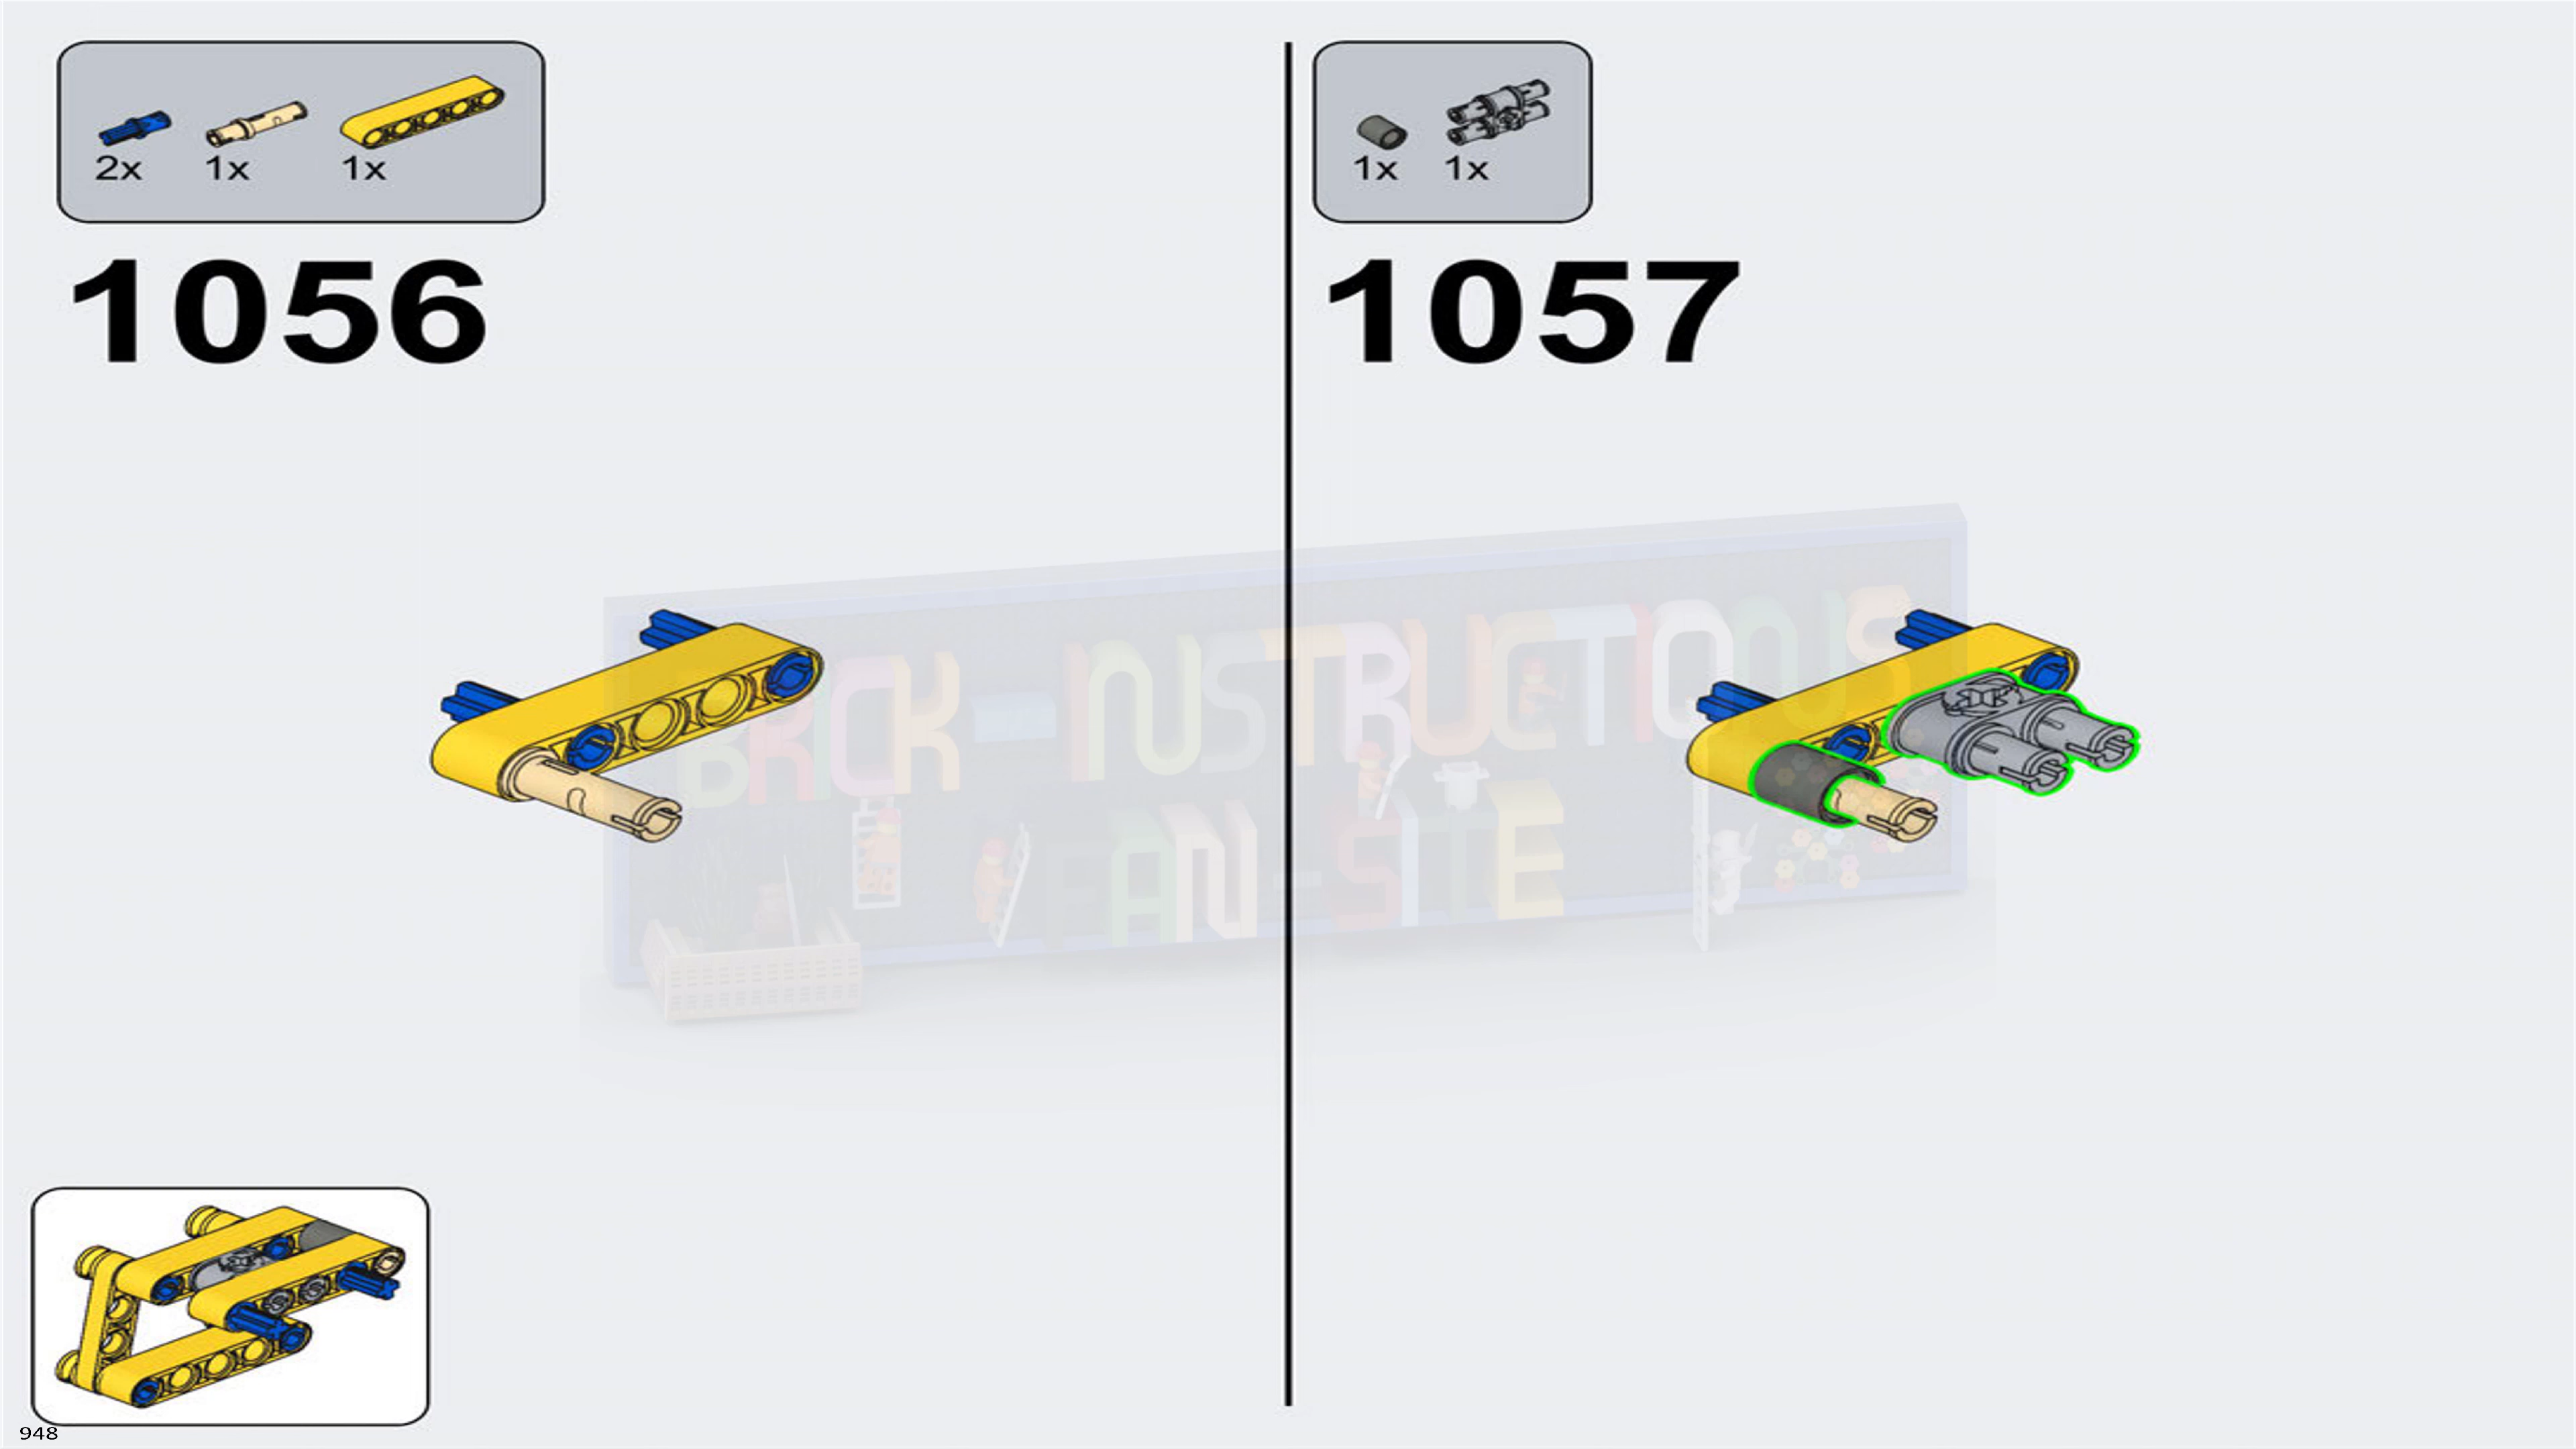 2x 1x 1x
1056
1x 1x
1057
BRICK-INSTRUCTIONS
FAN-SITE
948